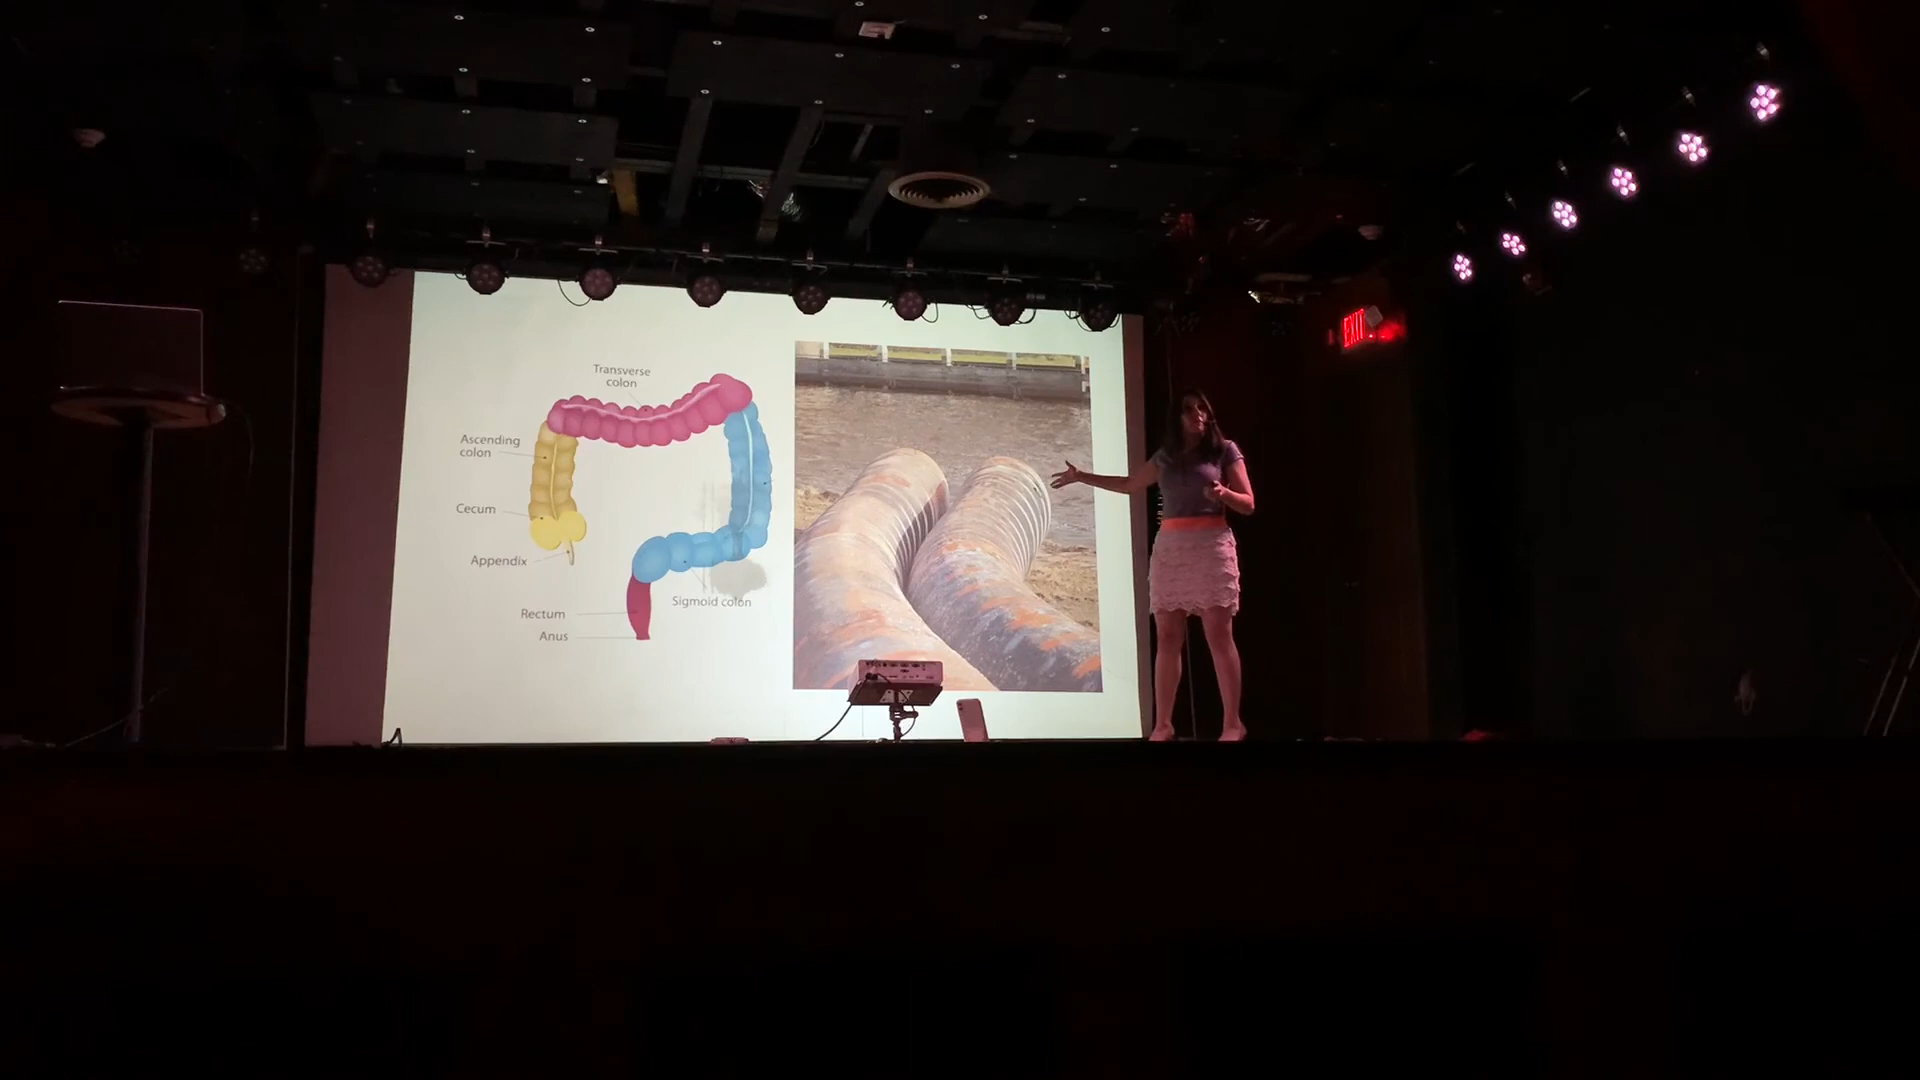 Transverse
colon
Ascending
colon
Cecum
Appendix
Sigmoid colon
Rectum
Anus
EXIT